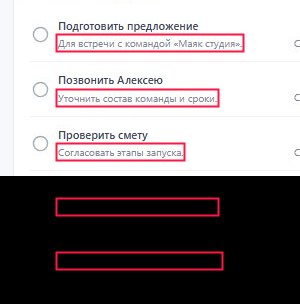 Подготовить предложение
Для встречи с командой «Маяк студия».
Позвонить Алексею
Уточнить состав команды и сроки.
Проверить смету
Согласовать этапы запуска.